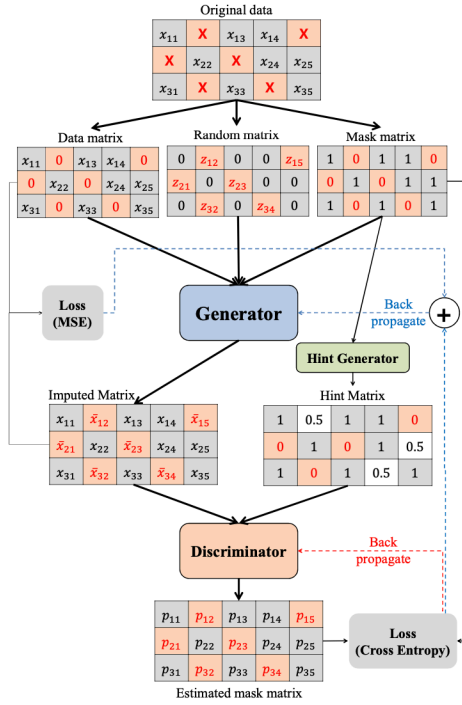 Original data
x₁₁ X x₁₃ x₁₄ X
X x₂₂ X x₂₄ x₂₅
x₃₁ X x₃₃ X x₃₅
Data matrix
x₁₁ 0 x₁₃ x₁₄ 0
0 x₂₂ 0 x₂₄ x₂₅
x₃₁ 0 x₃₃ 0 x₃₅
Random matrix
0 z₁₂ 0 0 z₁₅
z₂₁ 0 z₂₃ 0 0
0 z₃₂ 0 z₃₄ 0
Mask matrix
1 0 1 1 0
0 1 0 1 1
1 0 1 0 1
Loss
(MSE)
Generator
Back
propagate
+
Hint Generator
Imputed Matrix
x₁₁ x̄₁₂ x₁₃ x₁₄ x̄₁₅
x̄₂₁ x₂₂ x̄₂₃ x₂₄ x₂₅
x₃₁ x̄₃₂ x₃₃ x̄₃₄ x₃₅
Hint Matrix
1 0.5 1 1 0
0 1 0 1 0.5
1 0 1 0.5 1
Discriminator
Back
propagate
p₁₁ p₁₂ p₁₃ p₁₄ p₁₅
p₂₁ p₂₂ p₂₃ p₂₄ p₂₅
p₃₁ p₃₂ p₃₃ p₃₄ p₃₅
Estimated mask matrix
Loss
(Cross Entropy)